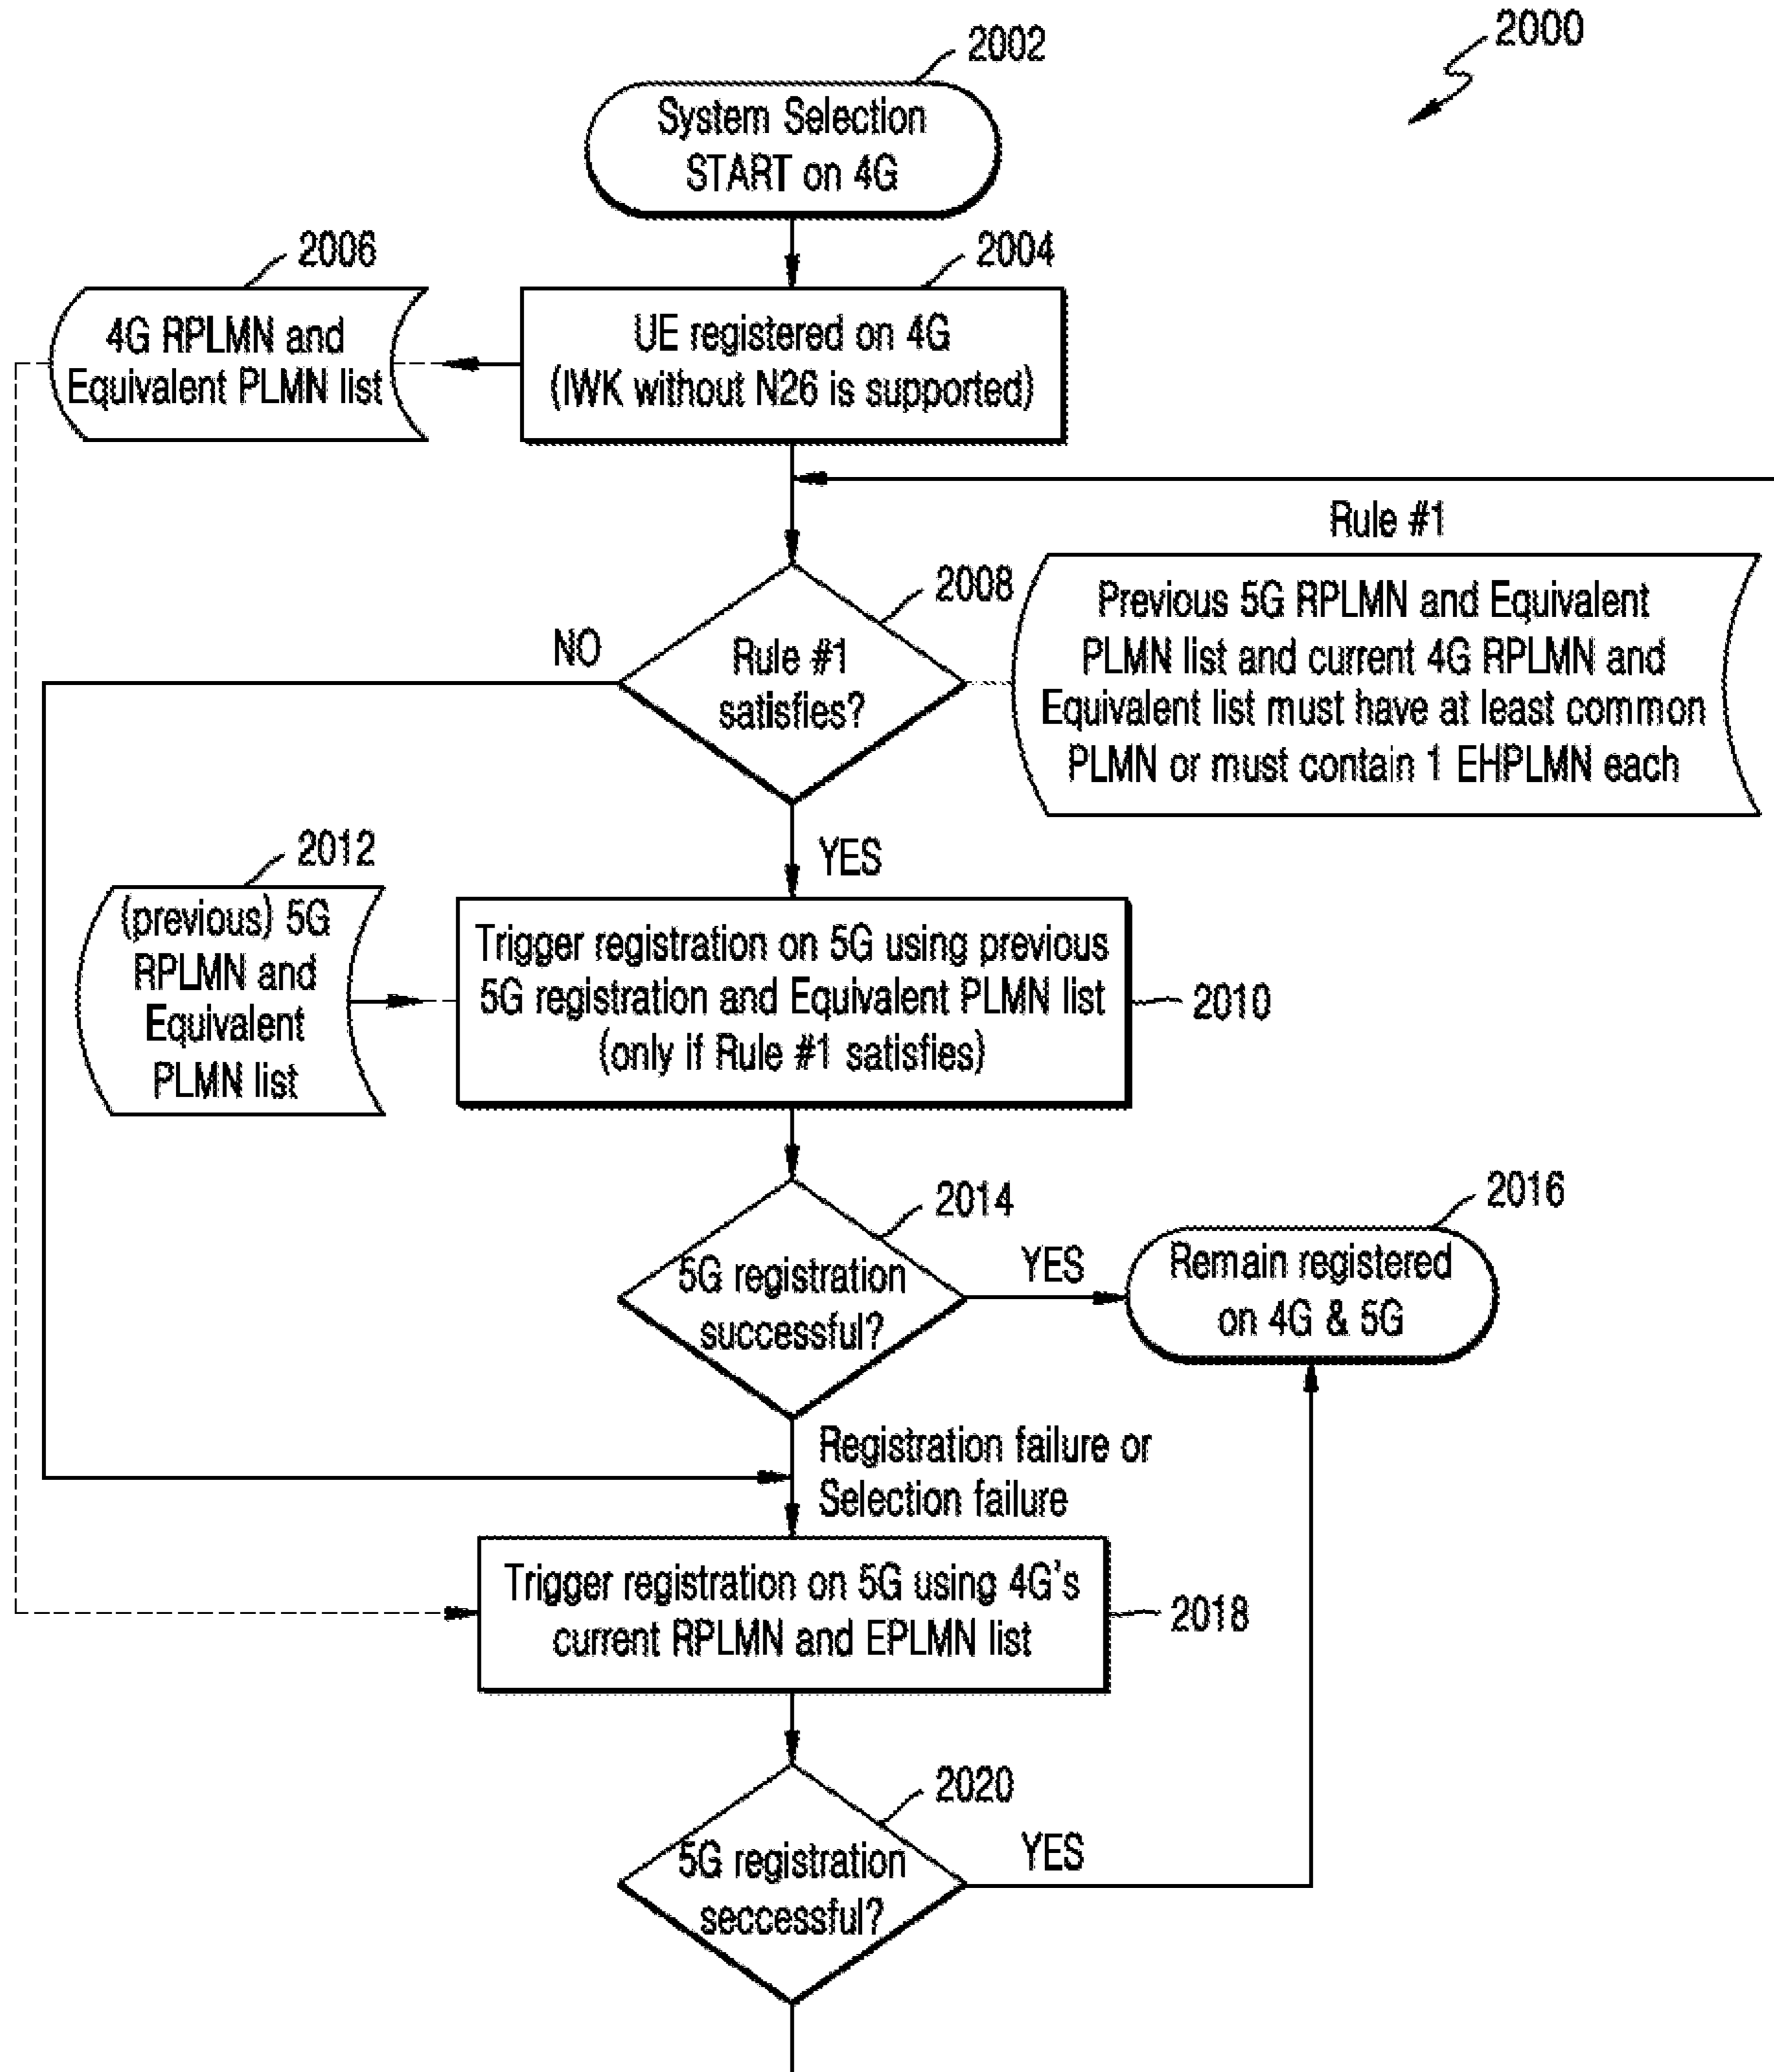 2000
2002
System Selection
START on 4G
2004
UE registered on 4G
(IWK without N26 is supported)
2006
4G RPLMN and
Equivalent PLMN list
Rule #1
2008
Rule #1
satisfies?
NO
Previous 5G RPLMN and Equivalent
PLMN list and current 4G RPLMN and
Equivalent list must have at least common
PLMN or must contain 1 EHPLMN each
YES
2012
(previous) 5G
RPLMN and
Equivalent
PLMN list
Trigger registration on 5G using previous
5G registration and Equivalent PLMN list
(only if Rule #1 satisfies)
2010
2014
5G registration
successful?
YES
2016
Remain registered
on 4G & 5G
Registration failure or
Selection failure
Trigger registration on 5G using 4G's
current RPLMN and EPLMN list
2018
2020
5G registration
seccessful?
YES